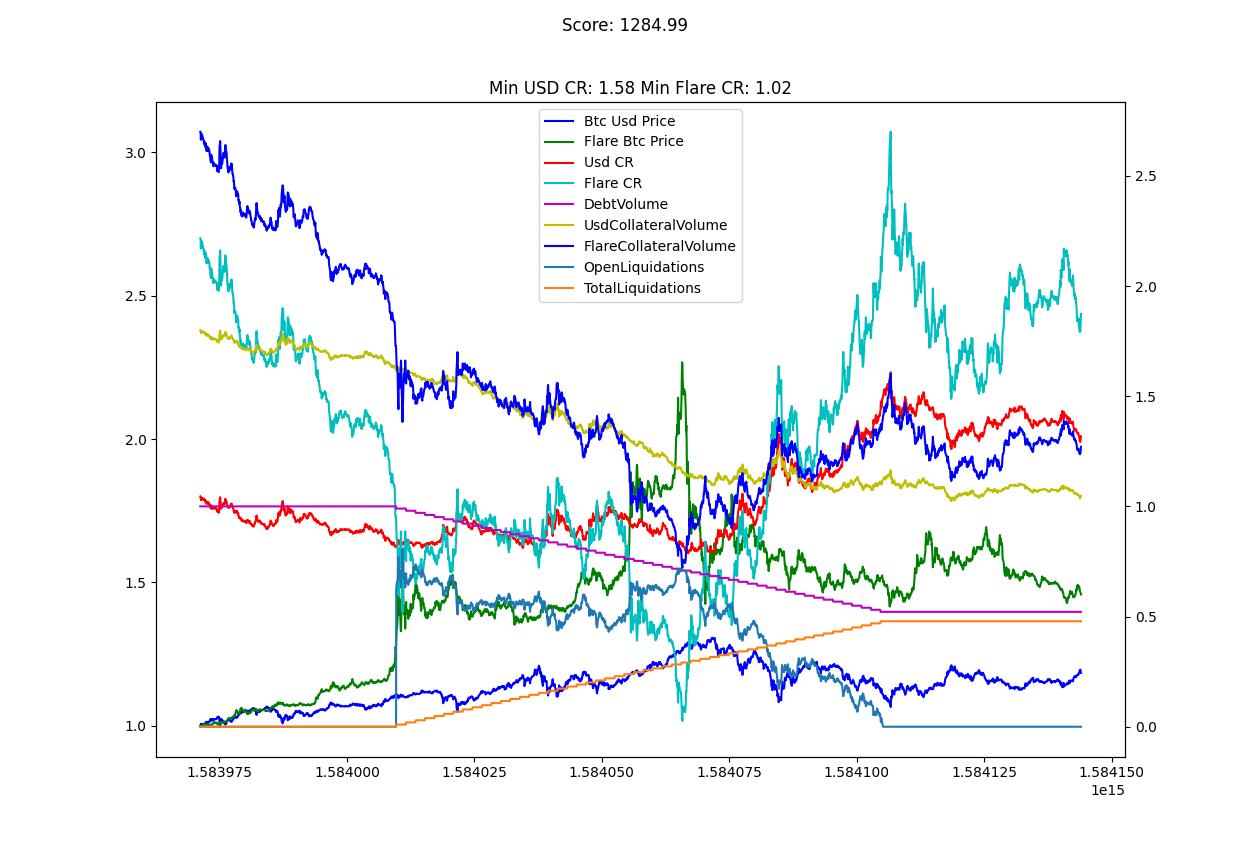 Score: 1284.99
Min USD CR: 1.58 Min Flare CR: 1.02
Btc Usd Price
Flare Btc Price
Usd CR
Flare CR
DebtVolume
UsdCollateralVolume
FlareCollateralVolume
OpenLiquidations
TotalLiquidations
3.0
2.5
2.0
1.5
1.0
2.5
2.0
1.5
1.0
0.5
0.0
1.583975 1.584000 1.584025 1.584050 1.584075 1.584100 1.584125 1.584150
1e15